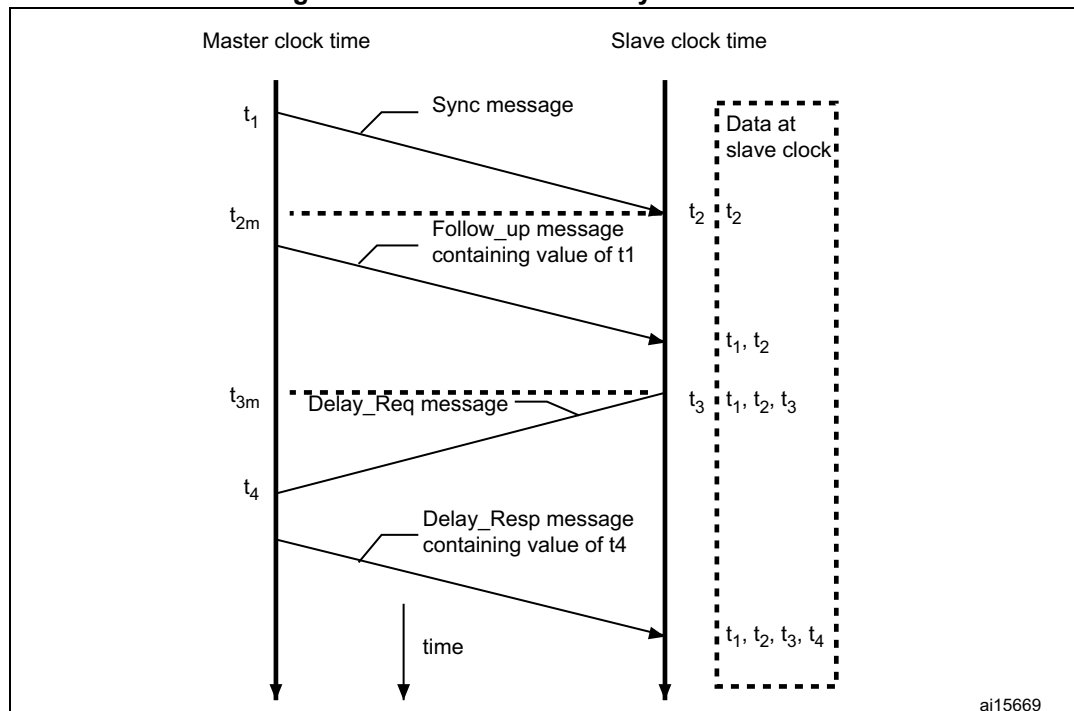 Master clock time
Slave clock time
t1
Sync message
Data at
slave clock
t2m
t2
t2
Follow_up message
containing value of t1
t1, t2
t3m
t3
t1, t2, t3
Delay_Req message
t4
Delay_Resp message
containing value of t4
t1, t2, t3, t4
time
ai15669